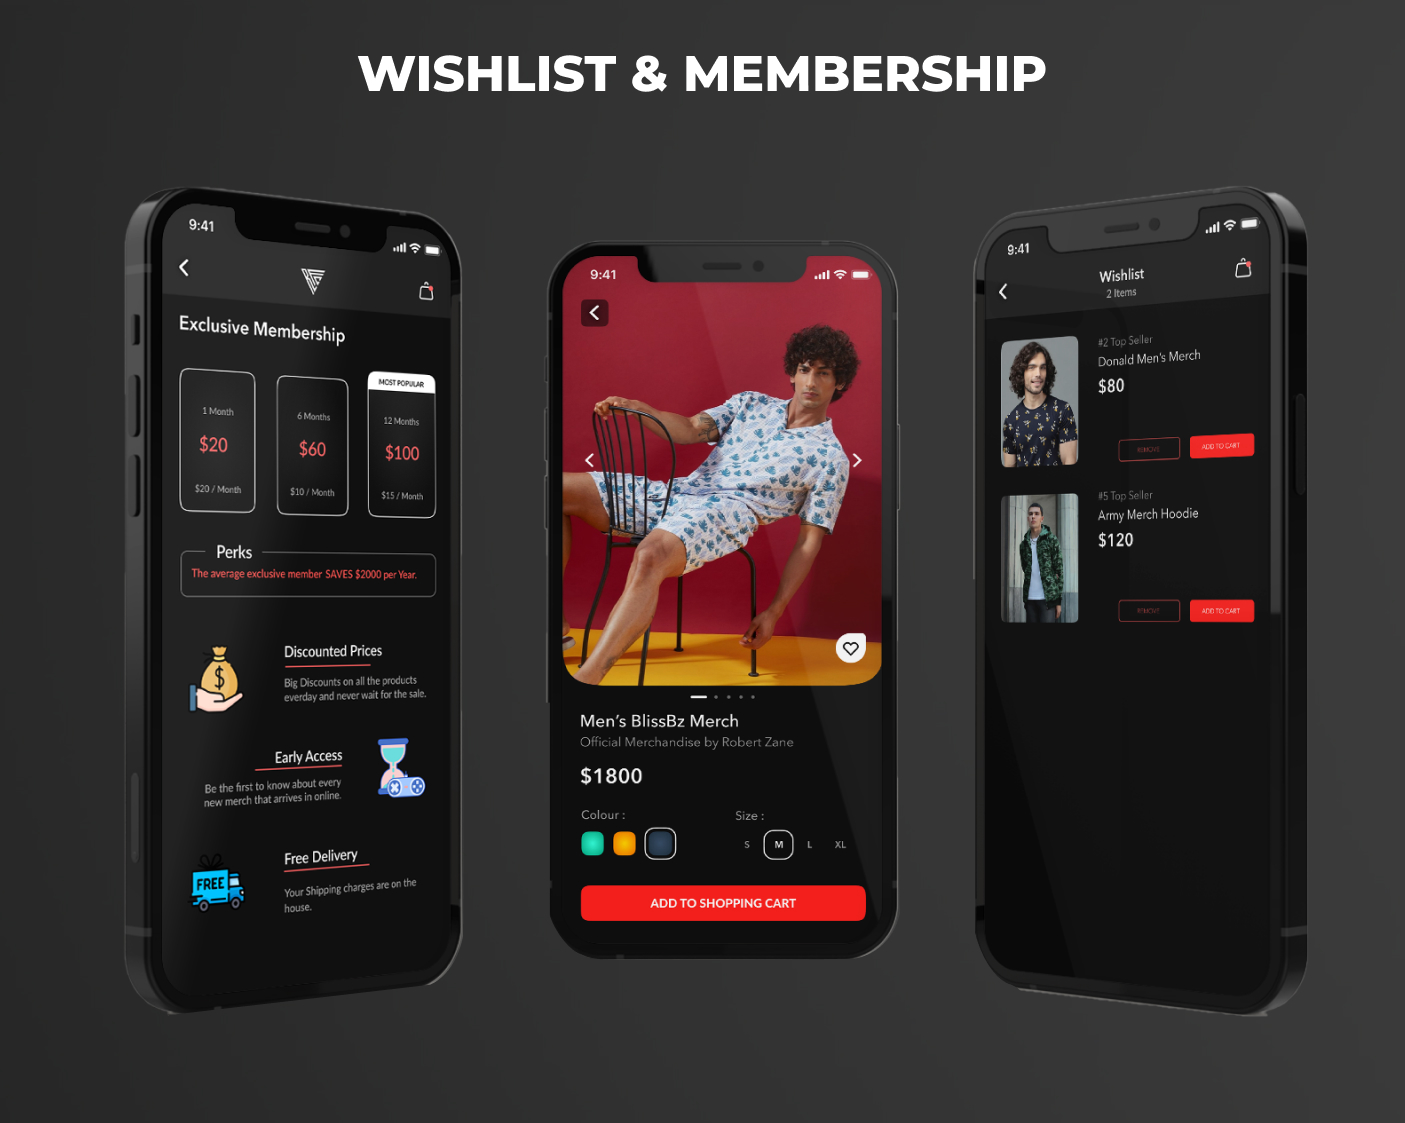 WISHLIST & MEMBERSHIP
9:41
Exclusive Membership
1 Month
$20
$20 / Month
6 Months
$60
$10 / Month
MOST POPULAR
12 Months
$100
$15 / Month
Perks
The average exclusive member SAVES $2000 per Year.
Discounted Prices
Big Discounts on all the products
everday and never wait for the sale.
Early Access
Be the first to know about every
new merch that arrives in online.
FREE
Free Delivery
Your Shipping charges are on the
house.
9:41
Men's BlissBz Merch
Official Merchandise by Robert Zane
$1800
Colour :
Size :
S
M
L
XL
ADD TO SHOPPING CART
9:41
Wishlist
2 Items
#2 Top Seller
Donald Men's Merch
$80
REMOVE
ADD TO CART
#5 Top Seller
Army Merch Hoodie
$120
REMOVE
ADD TO CART